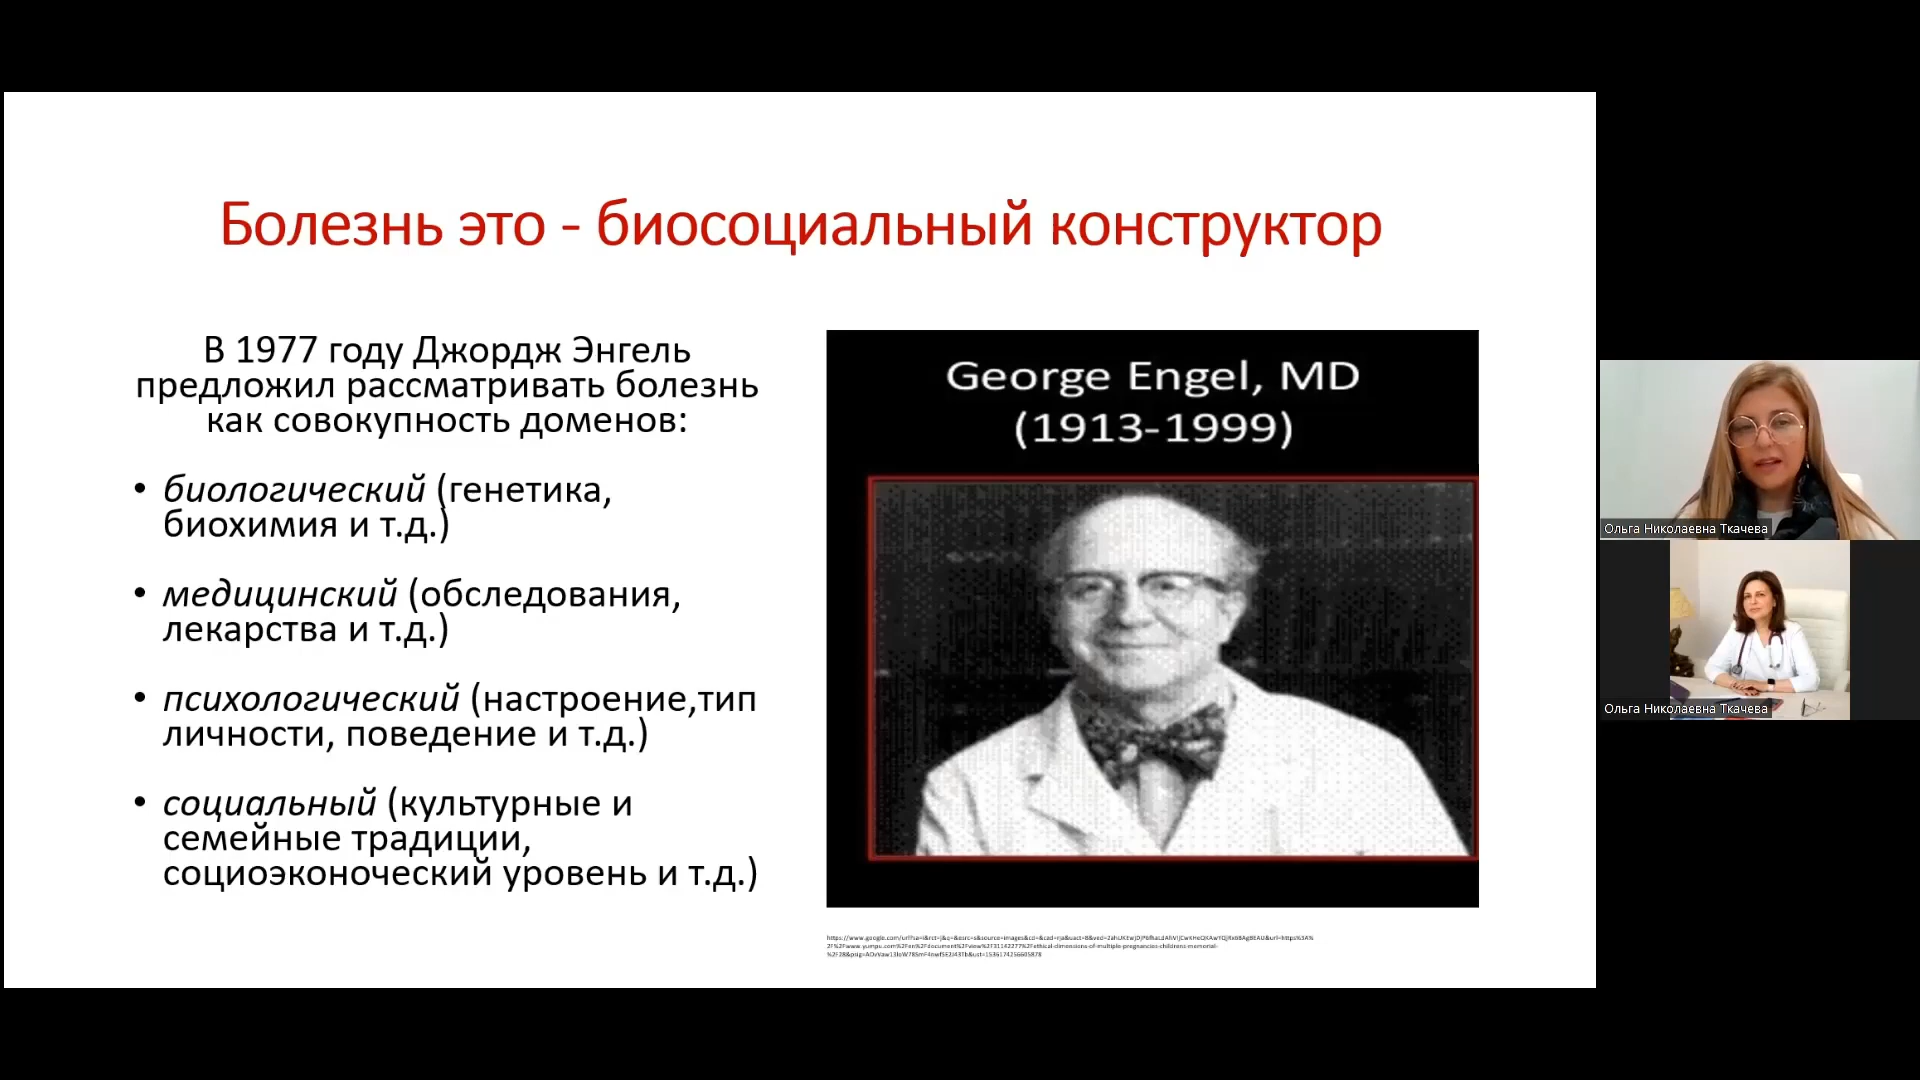 Болезнь это - биосоциальный конструктор
В 1977 году Джордж Энгель
предложил рассматривать болезнь
как совокупность доменов:
• биологический (генетика,
биохимия и т.д.)
• медицинский (обследования,
лекарства и т.д.)
• психологический (настроение,тип
личности, поведение и т.д.)
• социальный (культурные и
семейные традиции,
социоэконоческий уровень и т.д.)
George Engel, MD
(1913-1999)
Ольга Николаевна Ткачева
Ольга Николаевна Ткачева